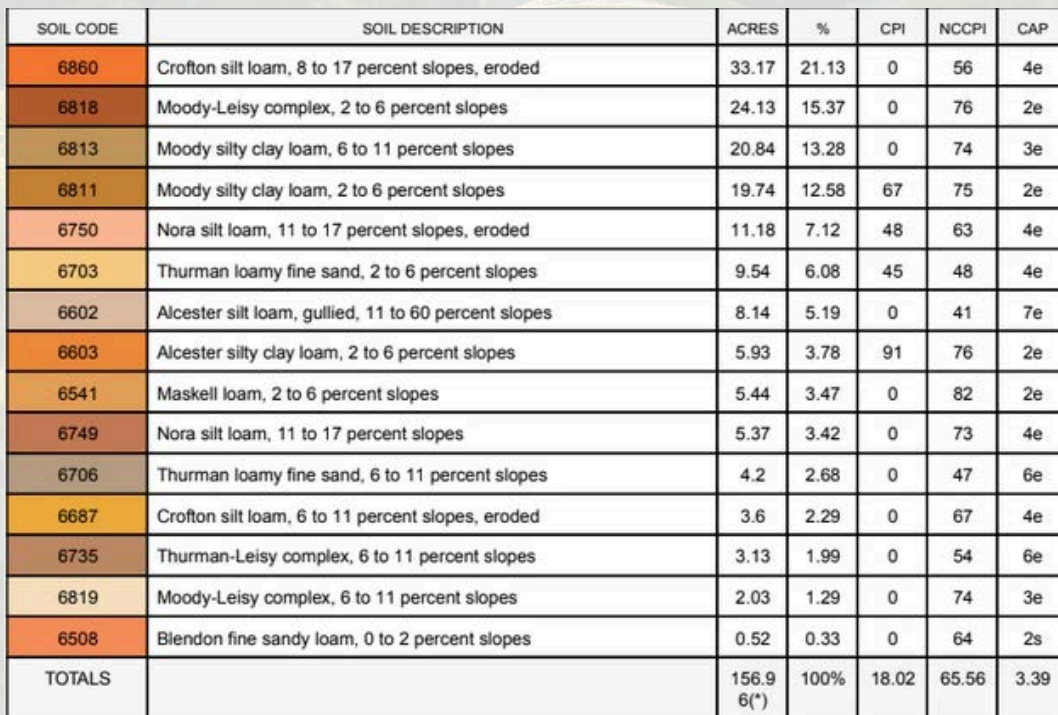 SOIL CODE SOIL DESCRIPTION ACRES % CPI NCCPI CAP
6860 Crofton silt loam, 8 to 17 percent slopes, eroded 33.17 21.13 0 56 4e
6818 Moody-Leisy complex, 2 to 6 percent slopes 24.13 15.37 0 76 2e
6813 Moody silty clay loam, 6 to 11 percent slopes 20.84 13.28 0 74 3e
6811 Moody silty clay loam, 2 to 6 percent slopes 19.74 12.58 67 75 2e
6750 Nora silt loam, 11 to 17 percent slopes, eroded 11.18 7.12 48 63 4e
6703 Thurman loamy fine sand, 2 to 6 percent slopes 9.54 6.08 45 48 4e
6602 Alcester silt loam, gullied, 11 to 60 percent slopes 8.14 5.19 0 41 7e
6603 Alcester silty clay loam, 2 to 6 percent slopes 5.93 3.78 91 76 2e
6541 Maskell loam, 2 to 6 percent slopes 5.44 3.47 0 82 2e
6749 Nora silt loam, 11 to 17 percent slopes 5.37 3.42 0 73 4e
6706 Thurman loamy fine sand, 6 to 11 percent slopes 4.2 2.68 0 47 6e
6687 Crofton silt loam, 6 to 11 percent slopes, eroded 3.6 2.29 0 67 4e
6735 Thurman-Leisy complex, 6 to 11 percent slopes 3.13 1.99 0 54 6e
6819 Moody-Leisy complex, 6 to 11 percent slopes 2.03 1.29 0 74 3e
6508 Blendon fine sandy loam, 0 to 2 percent slopes 0.52 0.33 0 64 2s
TOTALS 156.9 100% 18.02 65.56 3.39
6(*)